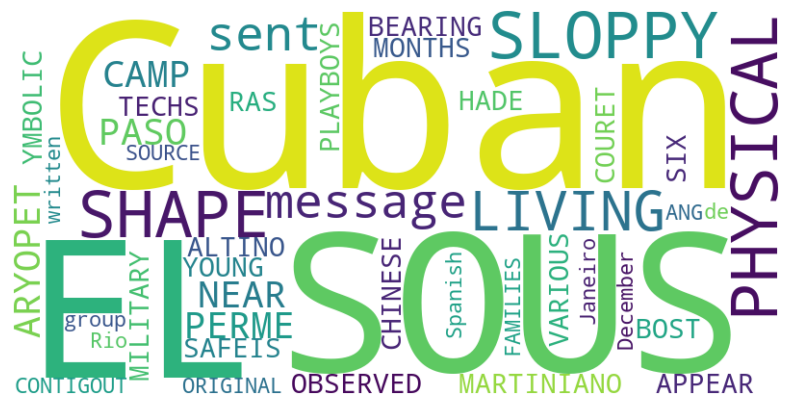 Cuban
sent
BEARING
MONTHS
SLOPPY
PHYSICAL
YMBOLIC
CAMP
TECHS
PASO
RAS
PLAYBOYS
HADE
COURET
SIX
SOURCE
written
ARYOPET
SHAPE
message
LIVING
ANG
de
EL
SOUS
ALTINO
YOUNG
NEAR
PERME
SAFEIS
group
Rio
MILITARY
CHINESE
Spanish
FAMILIES
VARIOUS
Janeiro
December
BOST
CONTIGOUT
ORIGINAL
OBSERVED
MARTINIANO
APPEAR